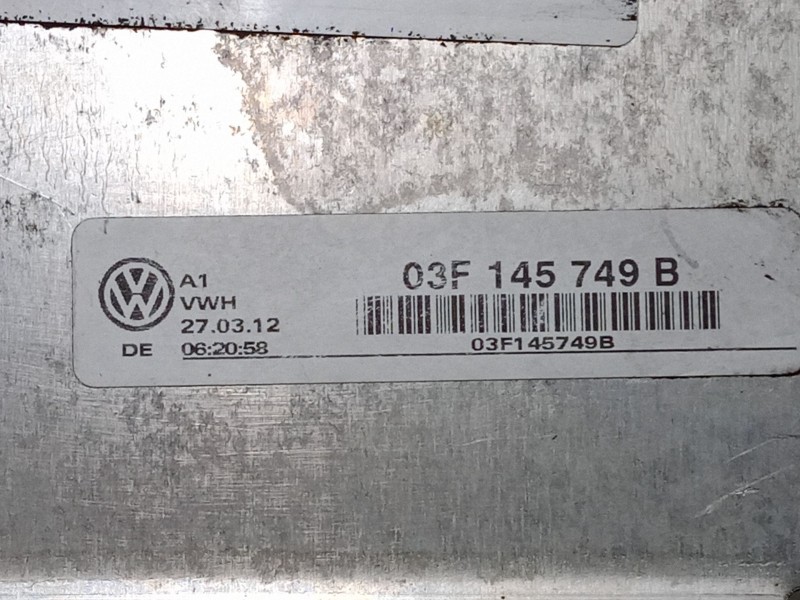 A1
VWH
27.03.12
DE 06:20:58
03F 145 749 B
03F145749B